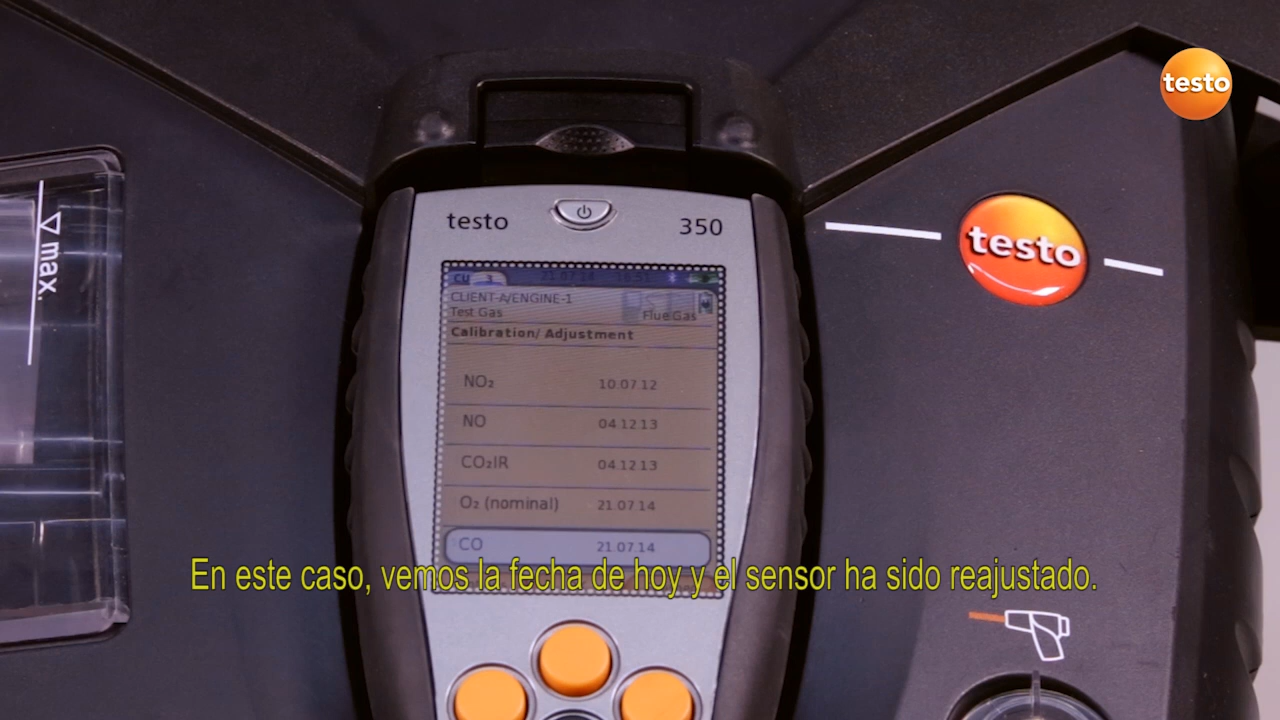 testo
testo 350
testo
max.
CU
CLIENT-A/ENGINE-1
Test Gas Flue Gas
Calibration/ Adjustment
NO₂ 10.07.12
NO 04.12.13
CO₂IR 04.12.13
O₂ (nominal) 21.07.14
CO 21.07.14
En este caso, vemos la fecha de hoy y el sensor ha sido reajustado.